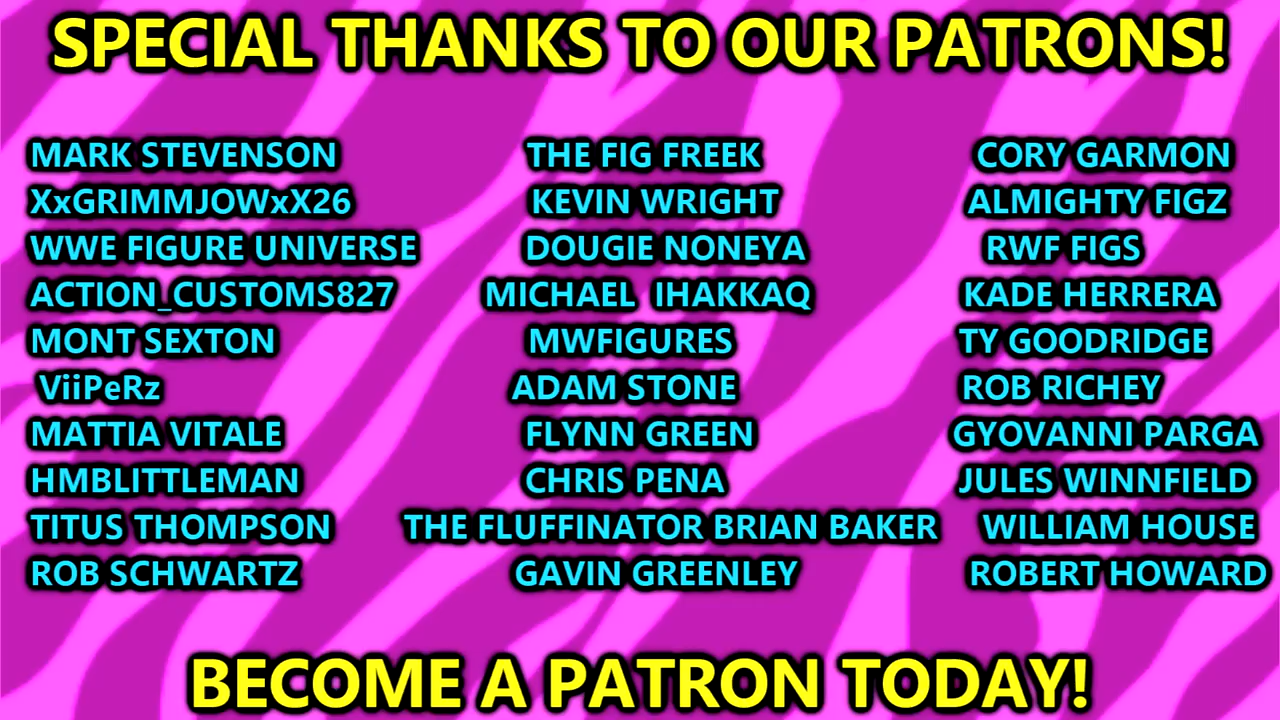 SPECIAL THANKS TO OUR PATRONS!
MARK STEVENSON THE FIG FREEK CORY GARMON
XxGRIMMJOWxX26 KEVIN WRIGHT ALMIGHTY FIGZ
WWE FIGURE UNIVERSE DOUGIE NONEYA RWF FIGS
ACTION_CUSTOMS827 MICHAEL IHAKKAQ KADE HERRERA
MONT SEXTON MWFIGURES TY GOODRIDGE
ViiPeRz ADAM STONE ROB RICHEY
MATTIA VITALE FLYNN GREEN GYOVANNI PARGA
HMBLITTLEMAN CHRIS PENA JULES WINNFIELD
TITUS THOMPSON THE FLUFFINATOR BRIAN BAKER WILLIAM HOUSE
ROB SCHWARTZ GAVIN GREENLEY ROBERT HOWARD
BECOME A PATRON TODAY!